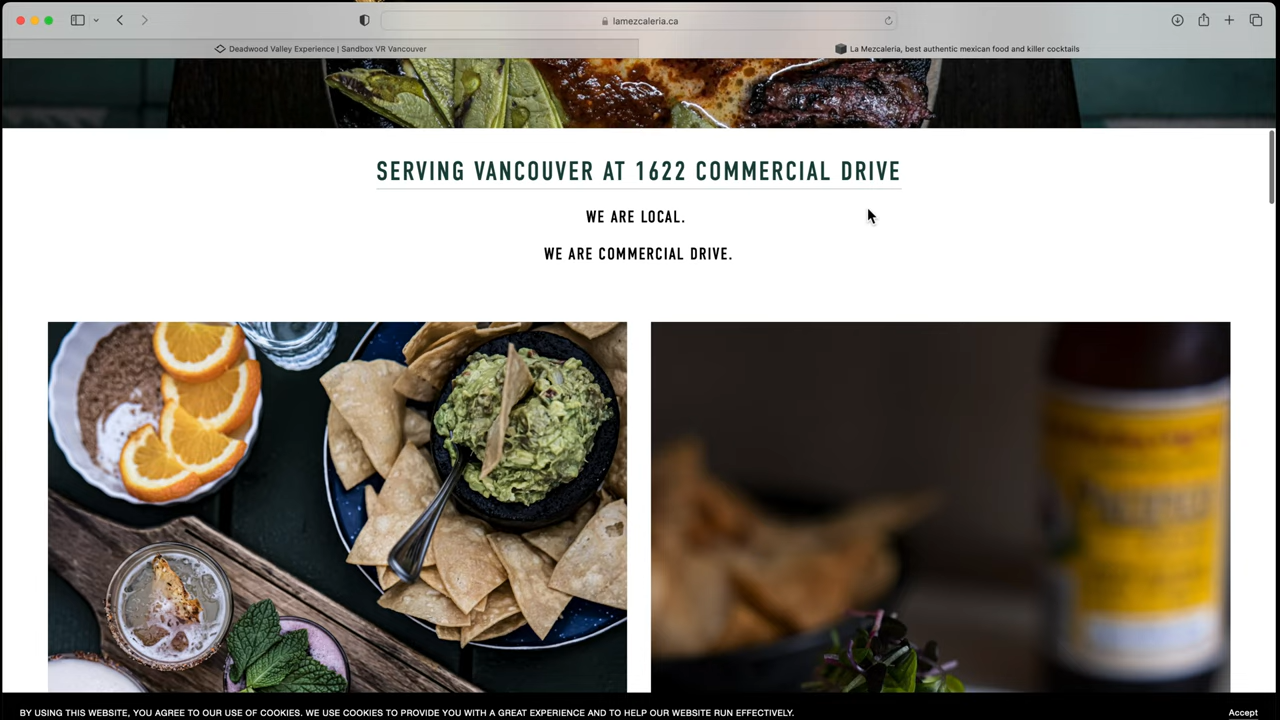 lamezcaleria.ca
Deadwood Valley Experience | Sandbox VR Vancouver
La Mezcaleria, best authentic mexican food and killer cocktails
SERVING VANCOUVER AT 1622 COMMERCIAL DRIVE
WE ARE LOCAL.
WE ARE COMMERCIAL DRIVE.
BY USING THIS WEBSITE, YOU AGREE TO OUR USE OF COOKIES. WE USE COOKIES TO PROVIDE YOU WITH A GREAT EXPERIENCE AND TO HELP OUR WEBSITE RUN EFFECTIVELY.
Accept